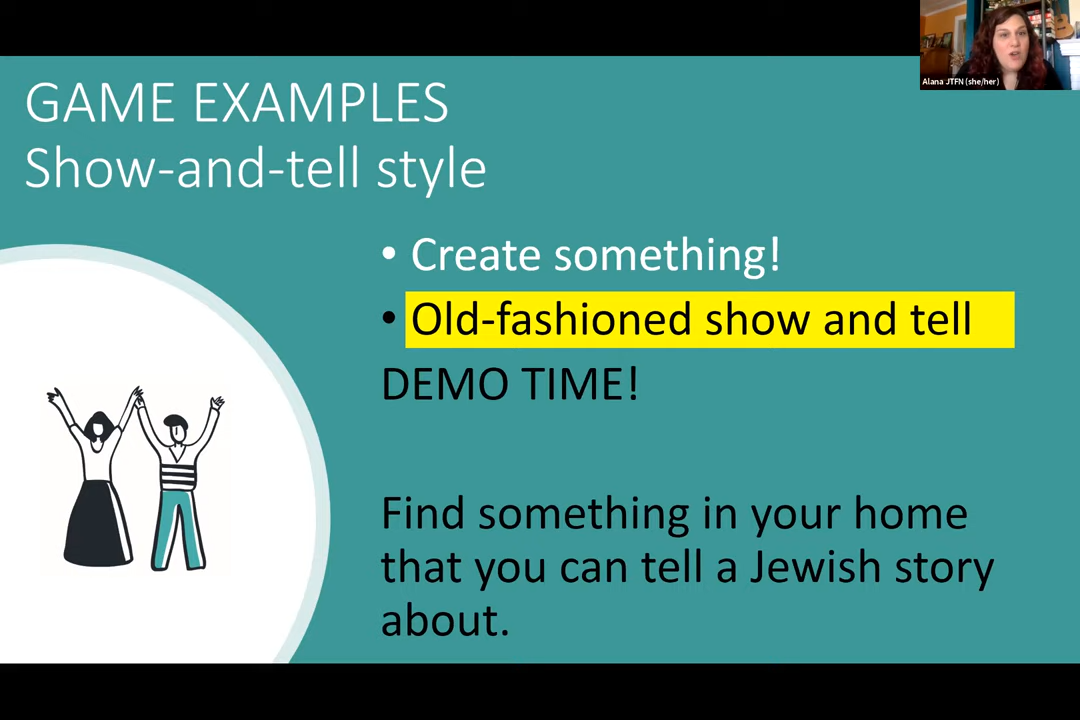 Alana JTFN (she/her)
GAME EXAMPLES
Show-and-tell style
• Create something!
• Old-fashioned show and tell
DEMO TIME!
Find something in your home
that you can tell a Jewish story
about.